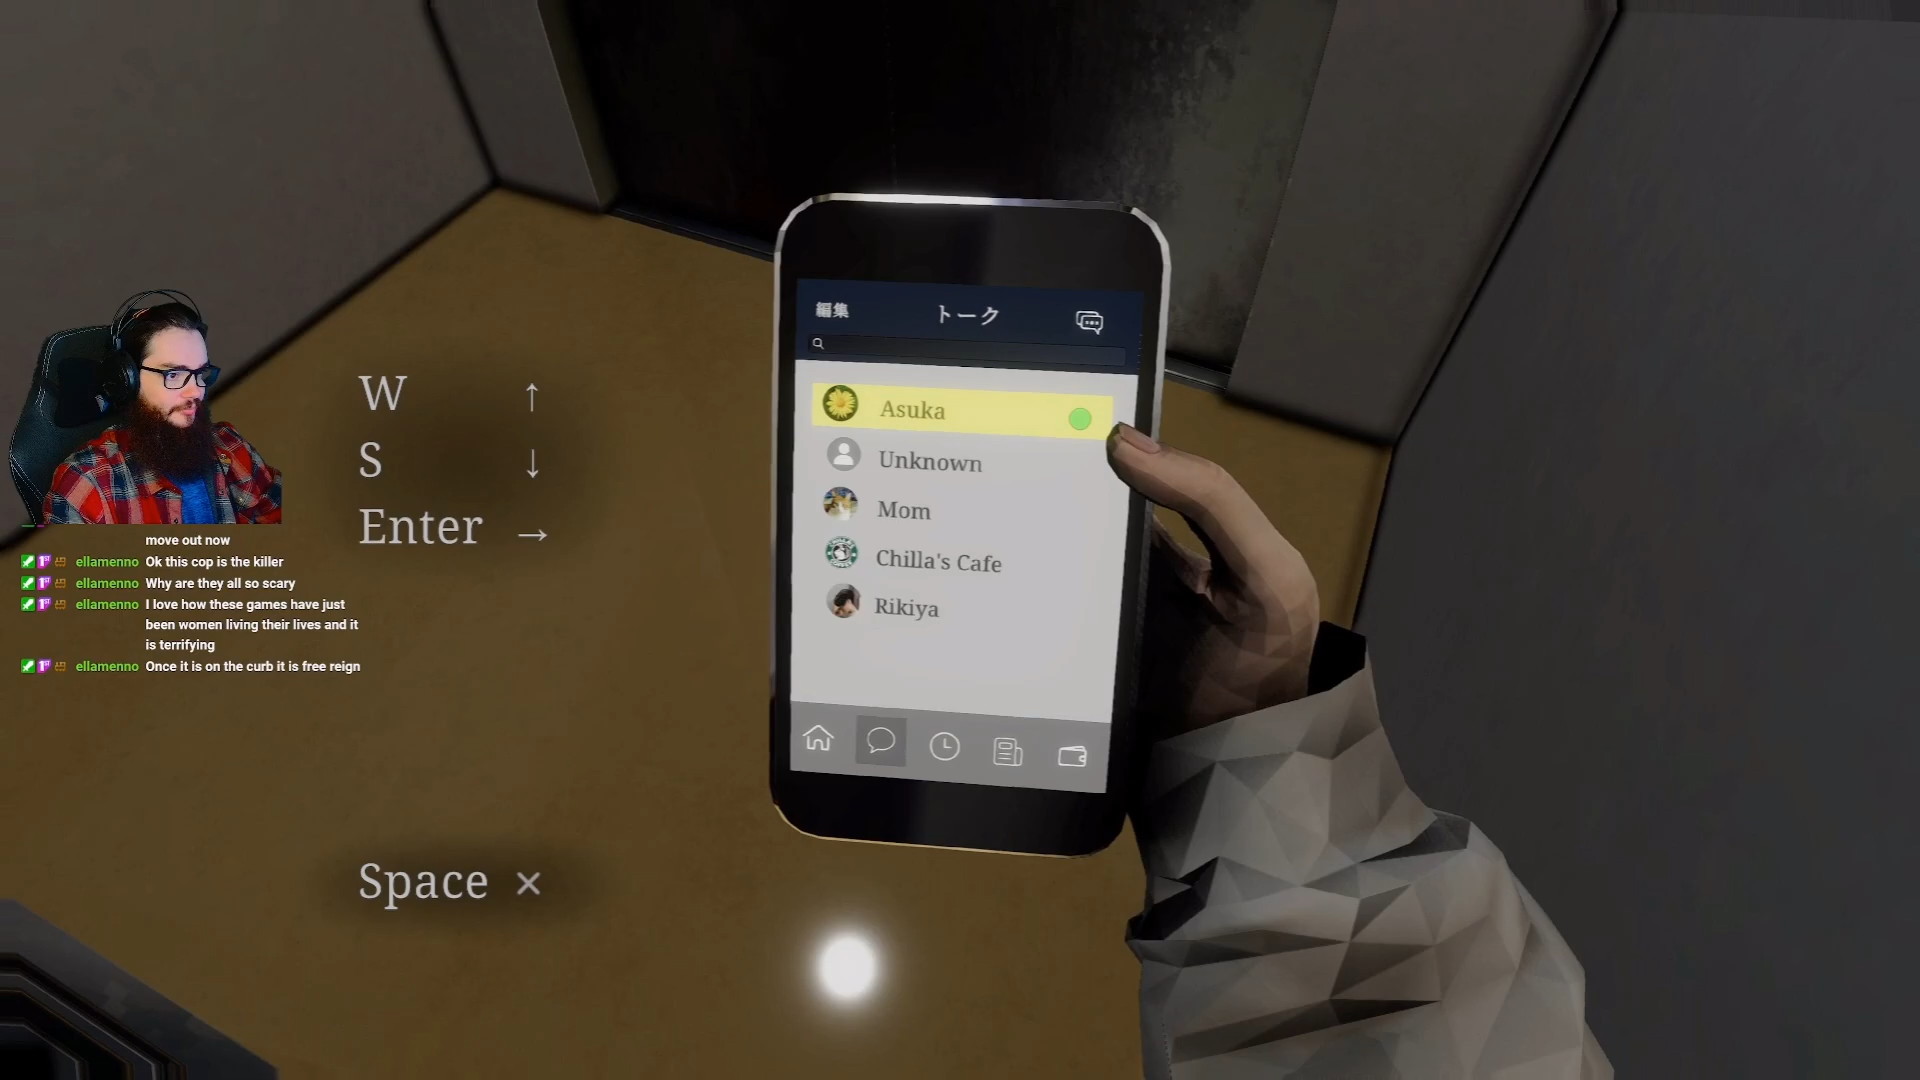 編集
トーク
Asuka
Unknown
Mom
Chilla's Cafe
Rikiya
W ↑
S ↓
Enter →
Space ×
move out now
ellamenno Ok this cop is the killer
ellamenno Why are they all so scary
ellamenno I love how these games have just
been women living their lives and it
is terrifying
ellamenno Once it is on the curb it is free reign